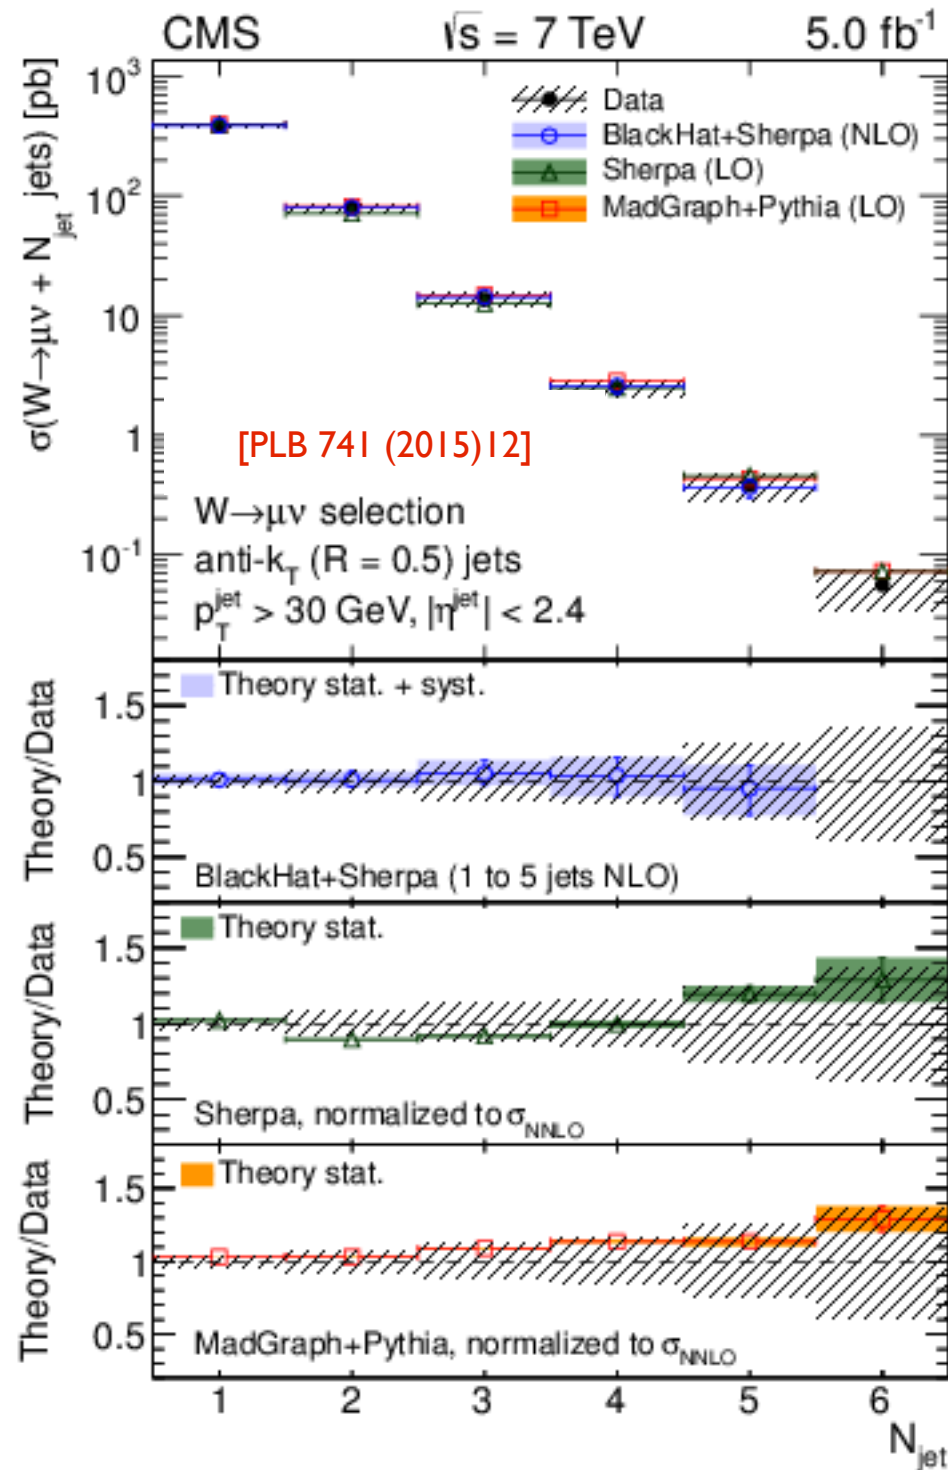 CMS √s = 7 TeV 5.0 fb⁻¹
σ(W→μν + N_jet jets) [pb]
10³
10²
10
1
10⁻¹
Data
BlackHat+Sherpa (NLO)
Sherpa (LO)
MadGraph+Pythia (LO)
[PLB 741 (2015)12]
W→μν selection
anti-k_T (R = 0.5) jets
p_T^jet > 30 GeV, |η^jet| < 2.4
Theory/Data
1.5
1
0.5
Theory stat. + syst.
BlackHat+Sherpa (1 to 5 jets NLO)
Theory/Data
1.5
1
0.5
Theory stat.
Sherpa, normalized to σ_NNLO
Theory/Data
1.5
1
0.5
Theory stat.
MadGraph+Pythia, normalized to σ_NNLO
1 2 3 4 5 6
N_jet